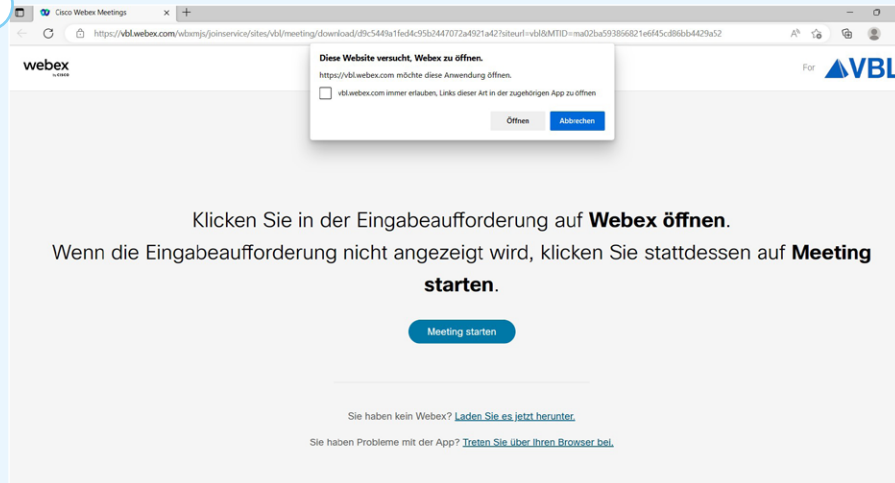 Cisco Webex Meetings
https://vbl.webex.com/wbxmjs/joinservice/sites/vbl/meeting/download/d9c5449a1fed4c95b2447072a4921a42?siteurl=vbl&MTID=ma02ba593866821e6f45cd86bb4429a52
webex
by CISCO
For VBL
Diese Website versucht, Webex zu öffnen.
https://vbl.webex.com möchte diese Anwendung öffnen.
vbl.webex.com immer erlauben, Links dieser Art in der zugehörigen App zu öffnen
Öffnen Abbrechen
Klicken Sie in der Eingabeaufforderung auf Webex öffnen.
Wenn die Eingabeaufforderung nicht angezeigt wird, klicken Sie stattdessen auf Meeting
starten.
Meeting starten
Sie haben kein Webex? Laden Sie es jetzt herunter.
Sie haben Probleme mit der App? Treten Sie über Ihren Browser bei.